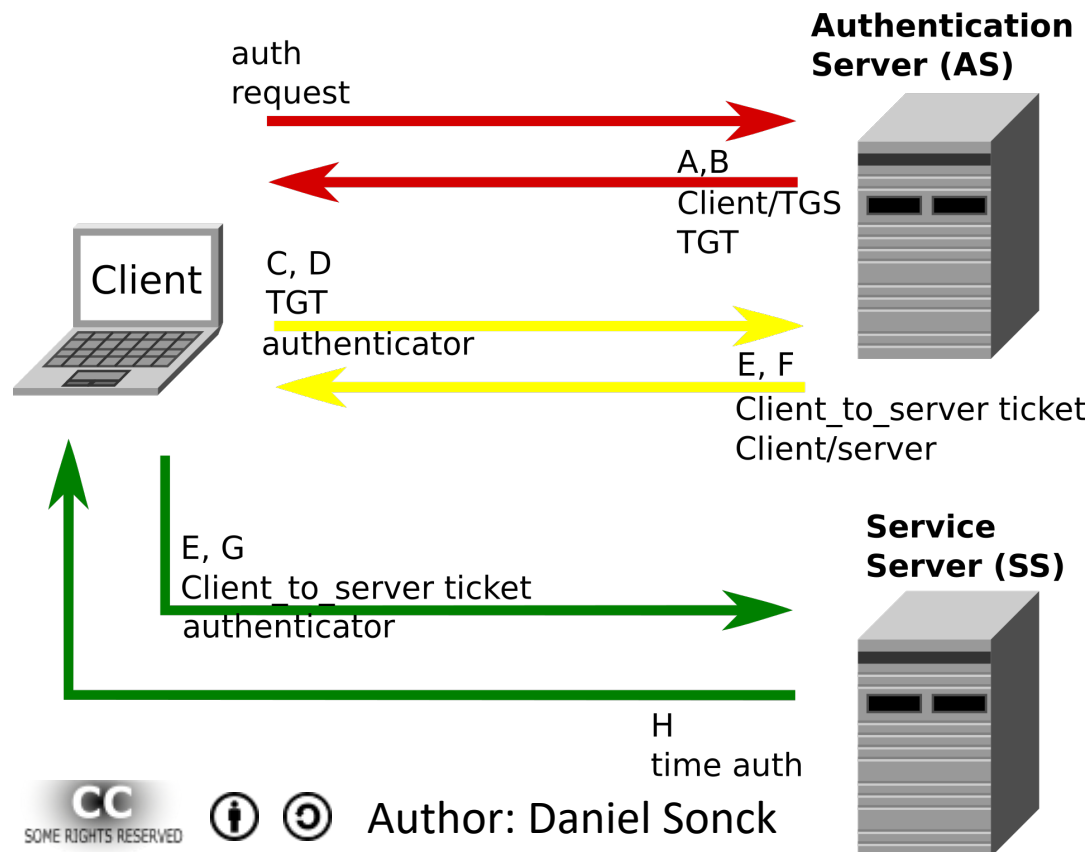 Authentication
Server (AS)
auth
request
A,B
Client/TGS
TGT
Client
C, D
TGT
authenticator
E, F
Client_to_server ticket
Client/server
Service
Server (SS)
E, G
Client_to_server ticket
authenticator
H
time auth
CC
SOME RIGHTS RESERVED
Author: Daniel Sonck